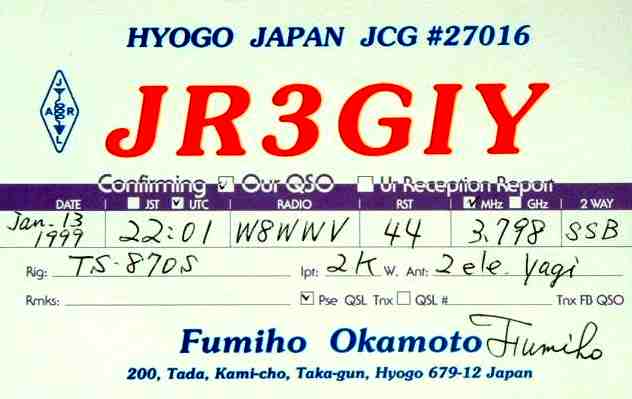 HYOGO JAPAN JCG #27016
JARL
JR3GIY
Confirming ☑ Our QSO ☐ Ur Reception Report
DATE ☐ JST ☑ UTC RADIO RST ☑ MHz ☐ GHz 2 WAY
Jan. 13 1999 22:01 W8WWV 44 3.798 SSB
Rig: TS-870S Ipt: 2K W. Ant: 2 ele. Yagi
Rmks: ☑ Pse QSL Tnx ☐ QSL # Tnx FB QSO
Fumiho Okamoto Fumiho
200, Tada, Kami-cho, Taka-gun, Hyogo 679-12 Japan